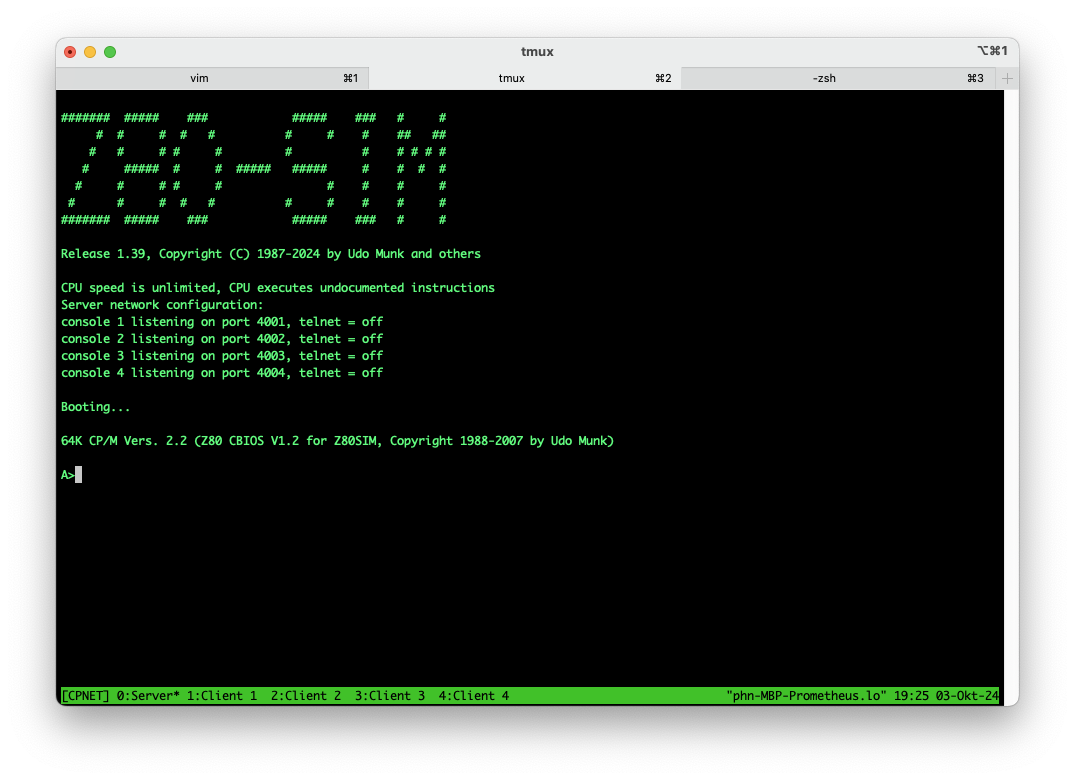 tmux
⌥⌘1
vim ⌘1 tmux ⌘2 -zsh ⌘3
#######  #####    ###            #####    ###   #     #
     #  #     #  #   #          #     #    #    ##   ##
    #   #     # #     #         #          #    # # # #
   #     #####  #     #  #####   #####     #    #  #  #
  #     #     # #     #               #    #    #     #
 #      #     #  #   #          #     #    #    #     #
#######  #####    ###            #####    ###   #     #
Release 1.39, Copyright (C) 1987-2024 by Udo Munk and others
CPU speed is unlimited, CPU executes undocumented instructions
Server network configuration:
console 1 listening on port 4001, telnet = off
console 2 listening on port 4002, telnet = off
console 3 listening on port 4003, telnet = off
console 4 listening on port 4004, telnet = off
Booting...
64K CP/M Vers. 2.2 (Z80 CBIOS V1.2 for Z80SIM, Copyright 1988-2007 by Udo Munk)
A>
[CPNET] 0:Server* 1:Client 1  2:Client 2  3:Client 3  4:Client 4 "phn-MBP-Prometheus.lo" 19:25 03-Okt-24